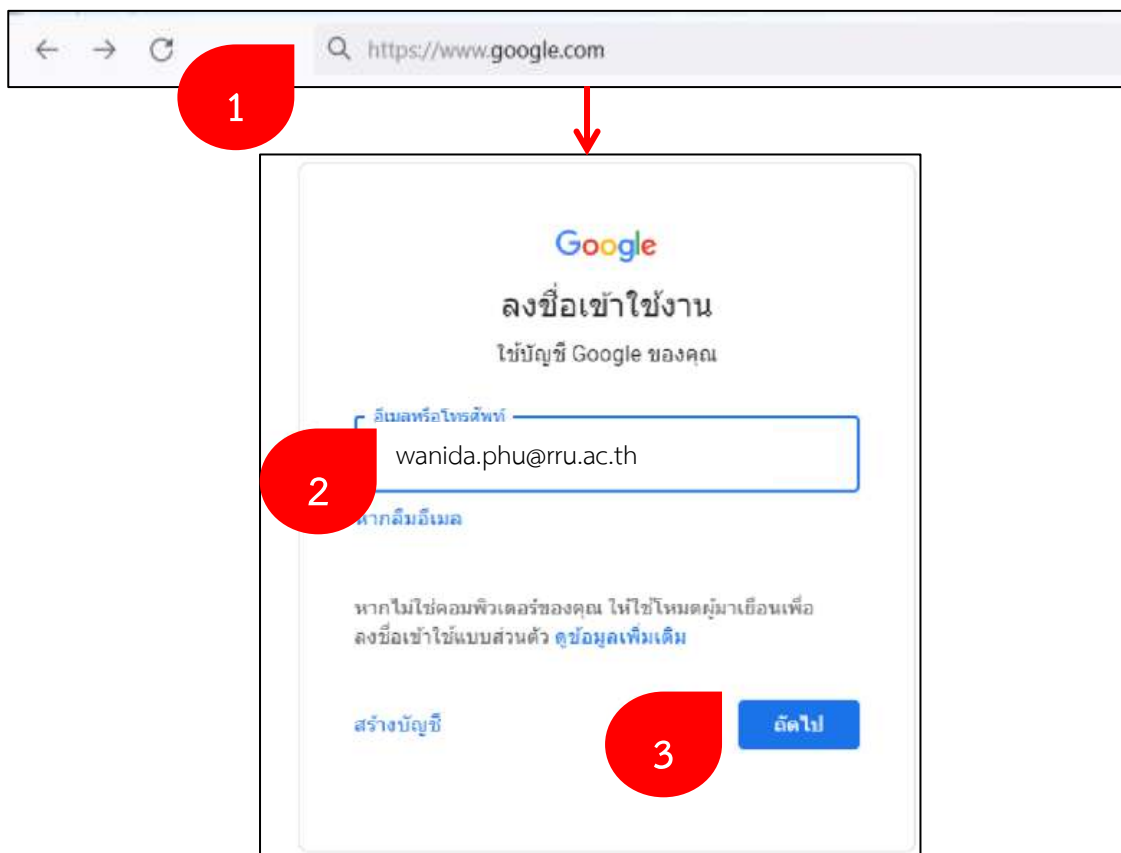 https://www.google.com
1
Google
ลงชื่อเข้าใช้งาน
ใช้บัญชี Google ของคุณ
อีเมลหรือโทรศัพท์
wanida.phu@rru.ac.th
2
หากลืมอีเมล
หากไม่ใช่คอมพิวเตอร์ของคุณ ให้ใช้โหมดผู้มาเยือนเพื่อ
ลงชื่อเข้าใช้แบบส่วนตัว ดูข้อมูลเพิ่มเติม
สร้างบัญชี
3
ถัดไป